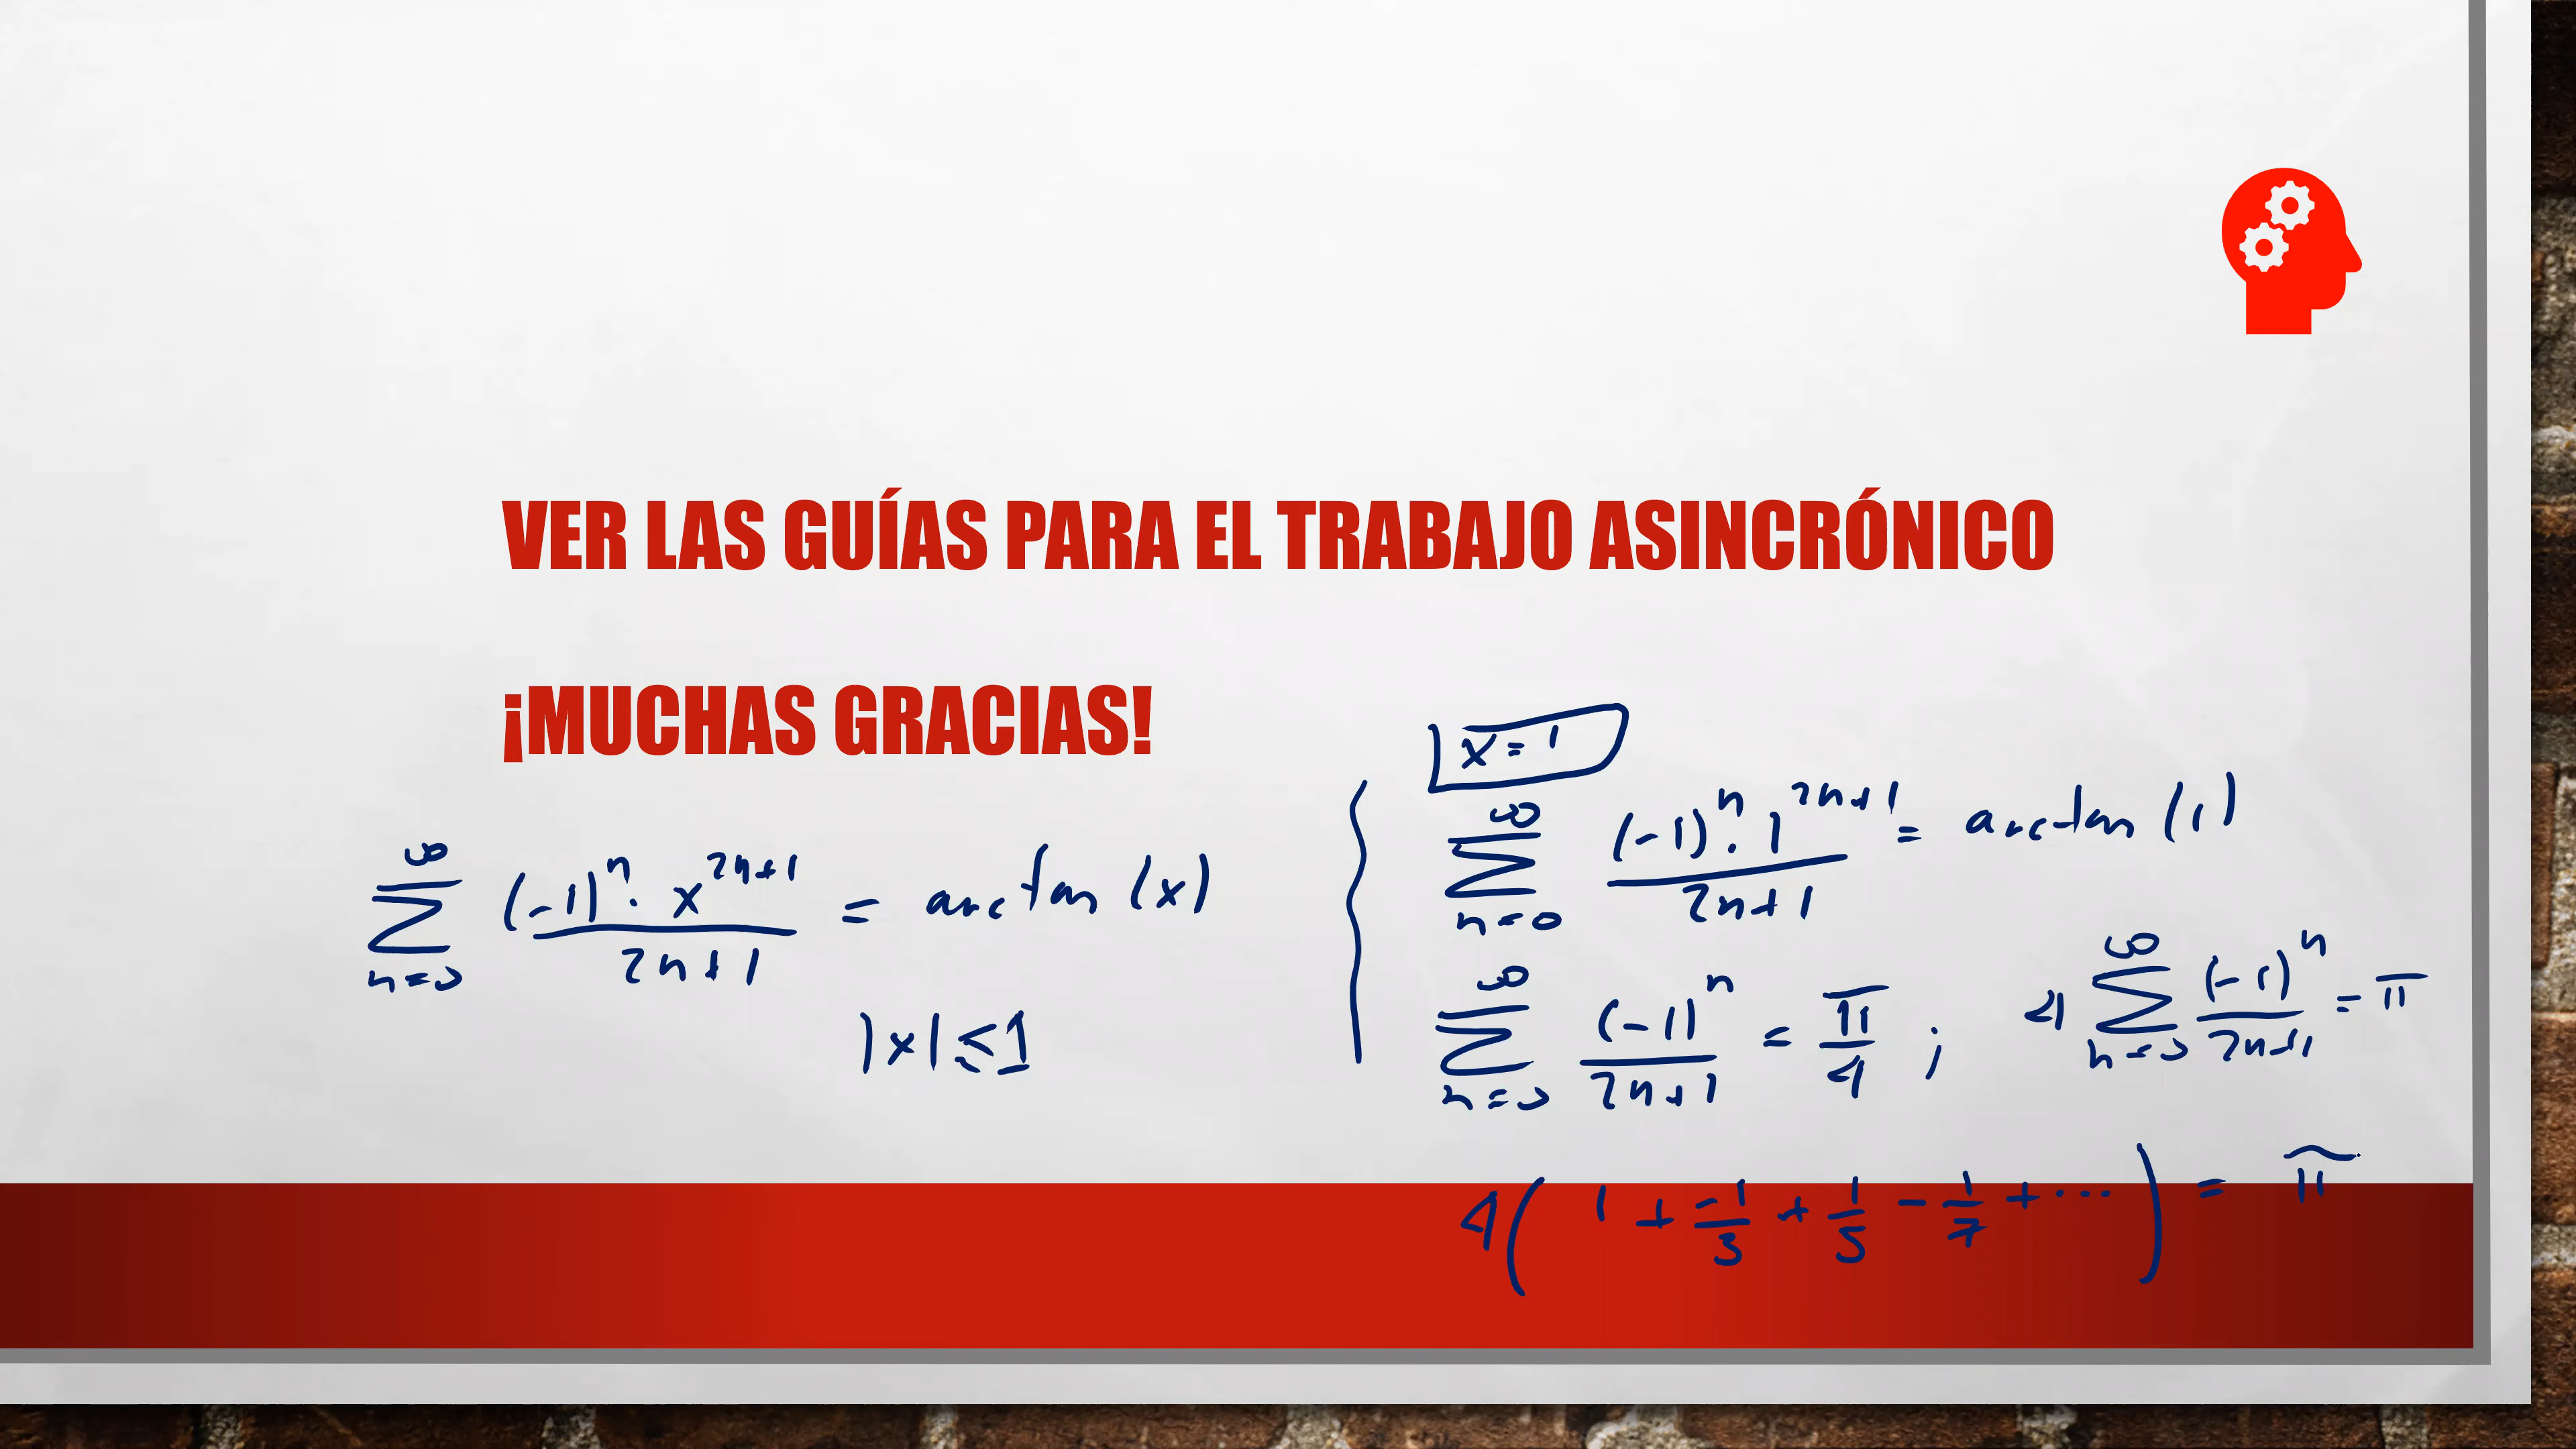 VER LAS GUÍAS PARA EL TRABAJO ASINCRÓNICO
¡MUCHAS GRACIAS!
∑_{n=0}^{∞} (-1)^n · x^{2n+1} / 2n+1 = arctan (x)
|x| ≤ 1
x = 1
∑_{n=0}^{∞} (-1)^n · 1^{2n+1} / 2n+1 = arctan (1)
∑_{n=0}^{∞} (-1)^n / 2n+1 = π/4 ; 4 ∑_{n=0}^{∞} (-1)^n / 2n+1 = π
4 ( 1 + -1/3 + 1/5 - 1/7 + ... ) = π